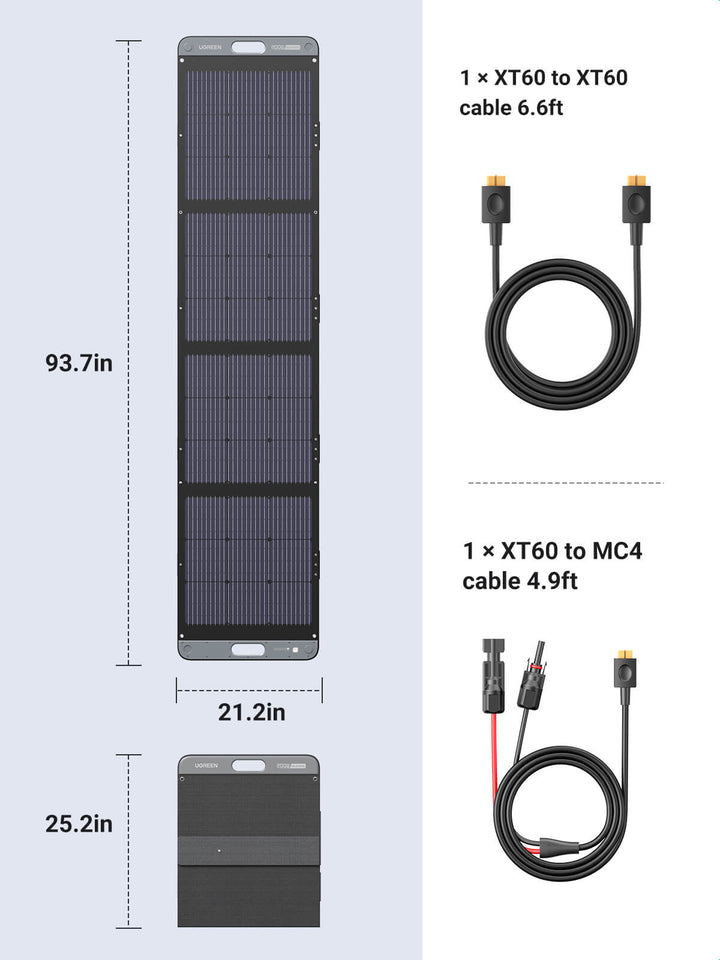 UGREEN
93.7in
21.2in
UGREEN
25.2in
1 × XT60 to XT60
cable 6.6ft
1 × XT60 to MC4
cable 4.9ft